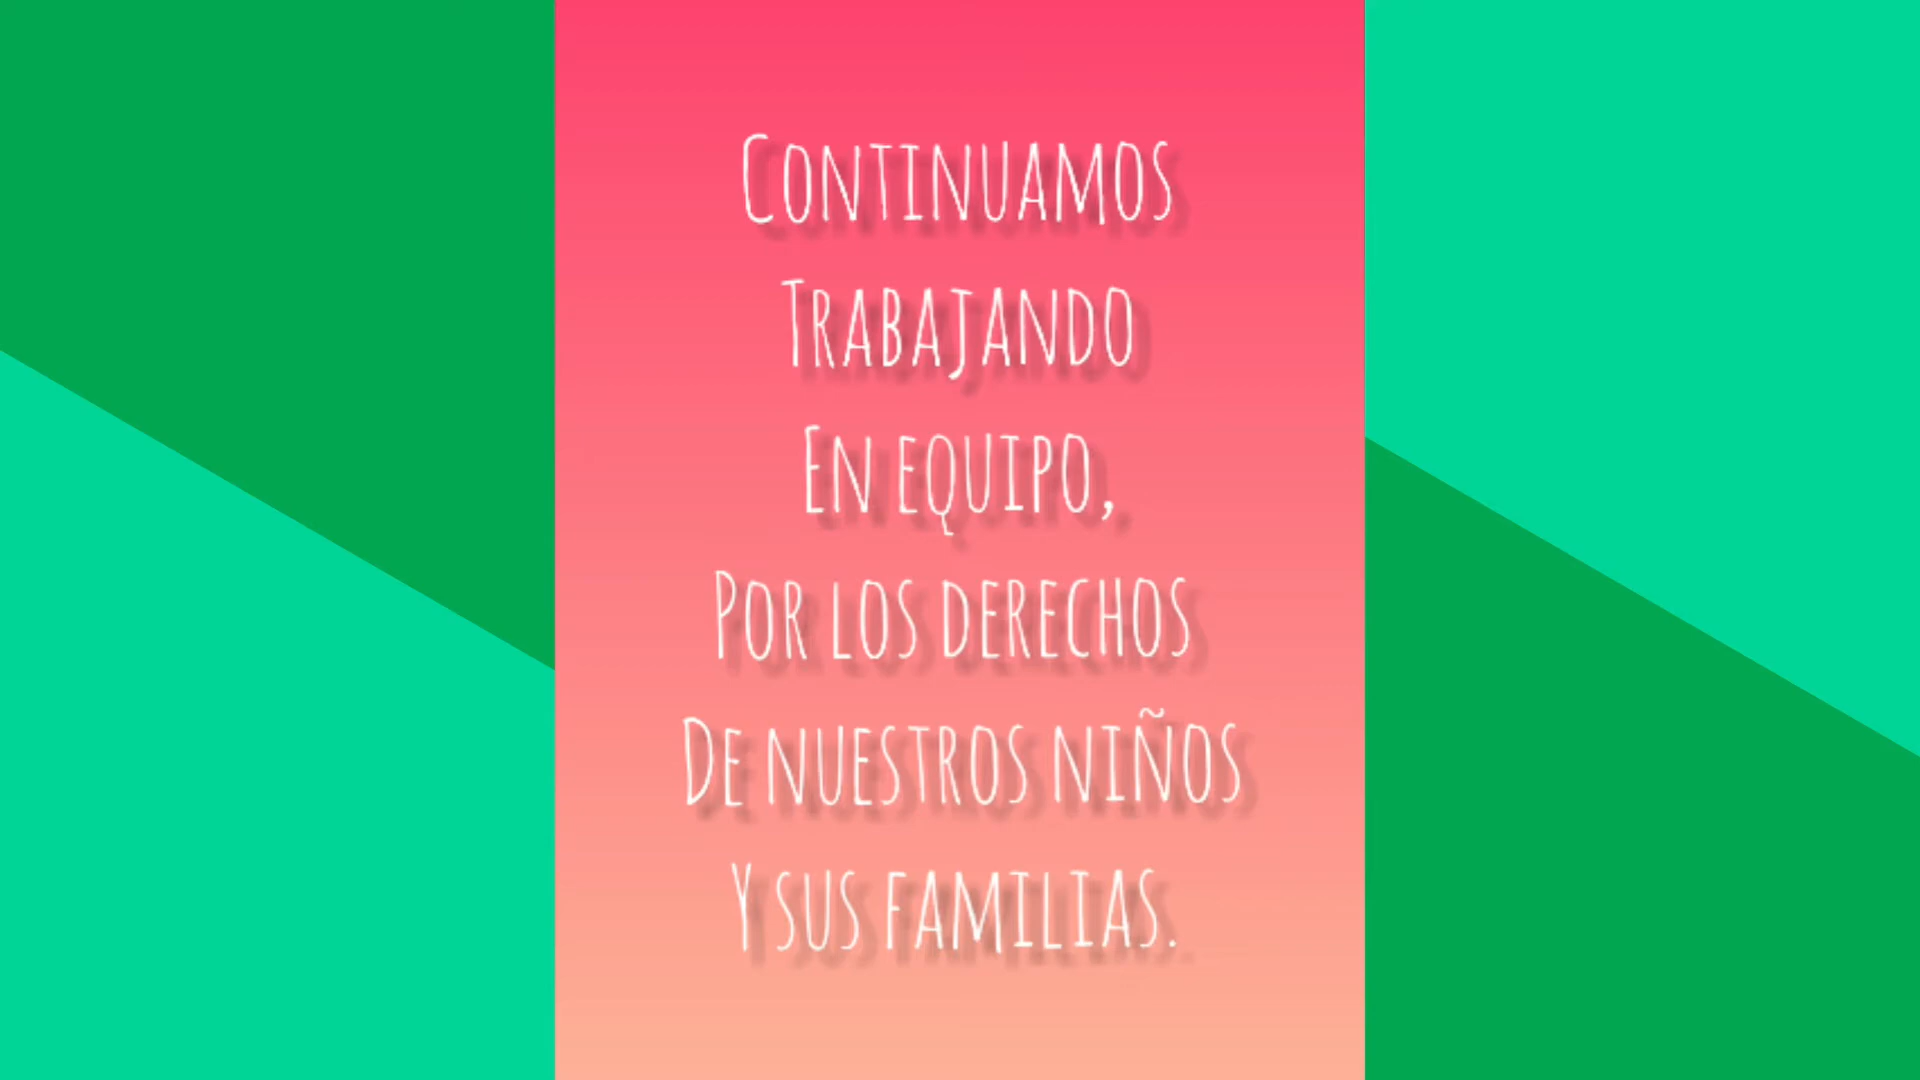 Continuamos
Trabajando
En equipo,
Por los derechos
De nuestros niños
Y sus familias.